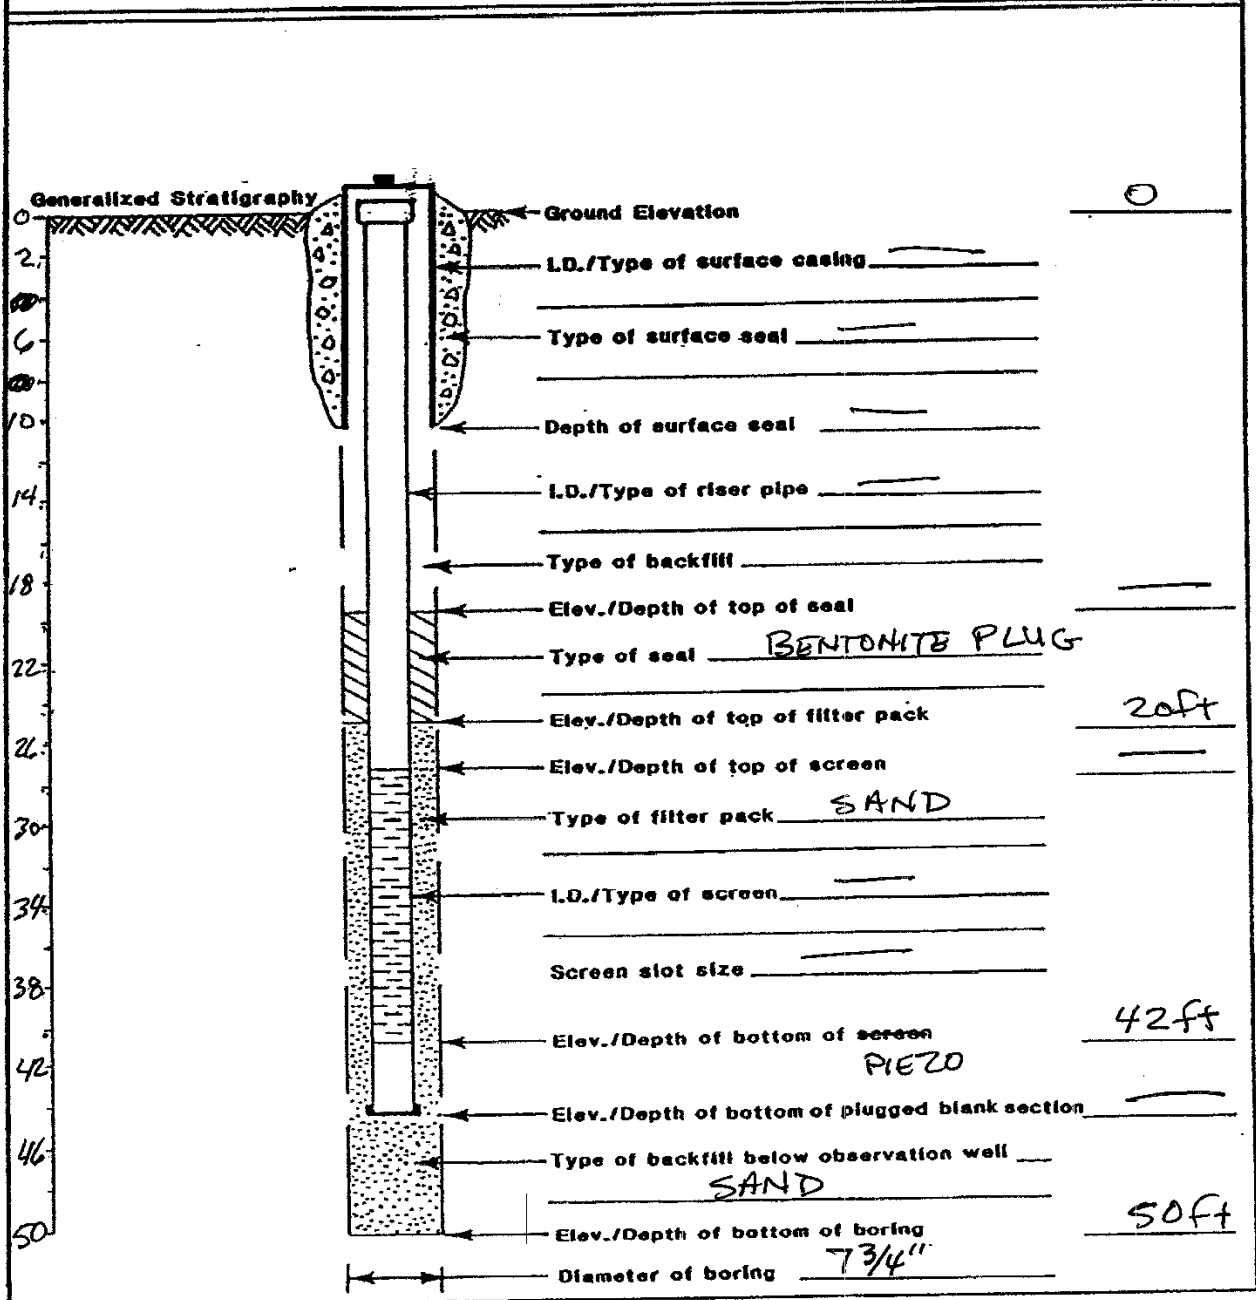 Generalized Stratigraphy
0
Ground Elevation 0
2
I.D./Type of surface casing —
6
Type of surface seal —
10
Depth of surface seal —
14
I.D./Type of riser pipe —
Type of backfill
18
Elev./Depth of top of seal —
22
Type of seal BENTONITE PLUG
Elev./Depth of top of filter pack 20ft
26
Elev./Depth of top of screen —
30
Type of filter pack SAND
34
I.D./Type of screen —
38
Screen slot size —
Elev./Depth of bottom of screen 42ft
42
PIEZO
Elev./Depth of bottom of plugged blank section —
46
Type of backfill below observation well
SAND
50
Elev./Depth of bottom of boring 50ft
Diameter of boring 7 3/4"